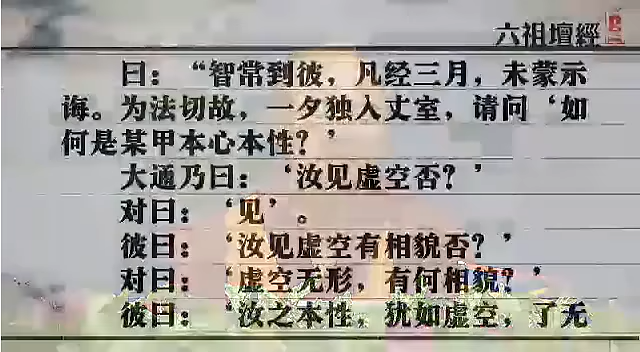 六祖壇經
曰：“智常到彼，凡经三月，未蒙示
诲。为法切故，一夕独入丈室，请问‘如
何是某甲本心本性？’
大通乃曰：‘汝见虚空否？’
对曰：‘见’。
彼曰：‘汝见虚空有相貌否？’
对曰：‘虚空无形，有何相貌？’
彼曰：‘汝之本性，犹如虚空，了无